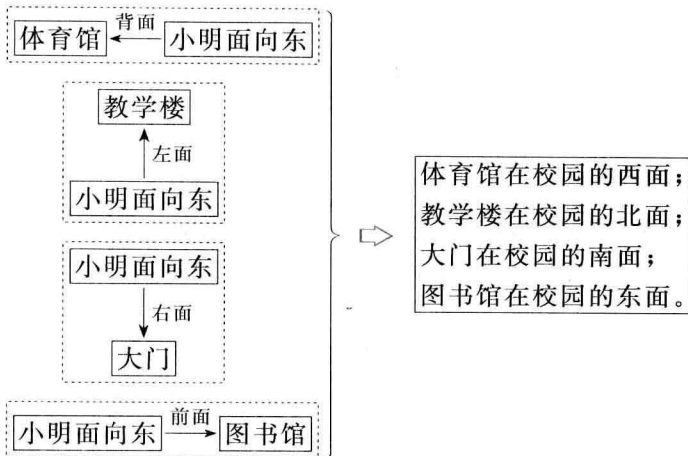 背面
体育馆 小明面向东
教学楼
左面
小明面向东
小明面向东
右面
大门
前面
小明面向东 图书馆
体育馆在校园的西面；
教学楼在校园的北面；
大门在校园的南面；
图书馆在校园的东面。